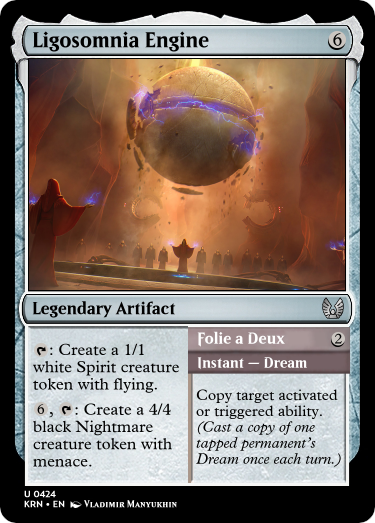 Ligosomnia Engine 6
Legendary Artifact
: Create a 1/1
white Spirit creature
token with flying.
6, : Create a 4/4
black Nightmare
creature token with
menace.
Folie a Deux 2
Instant — Dream
Copy target activated
or triggered ability.
(Cast a copy of one
tapped permanent's
Dream once each turn.)
U 0424
KRN • EN Vladimir Manyukhin